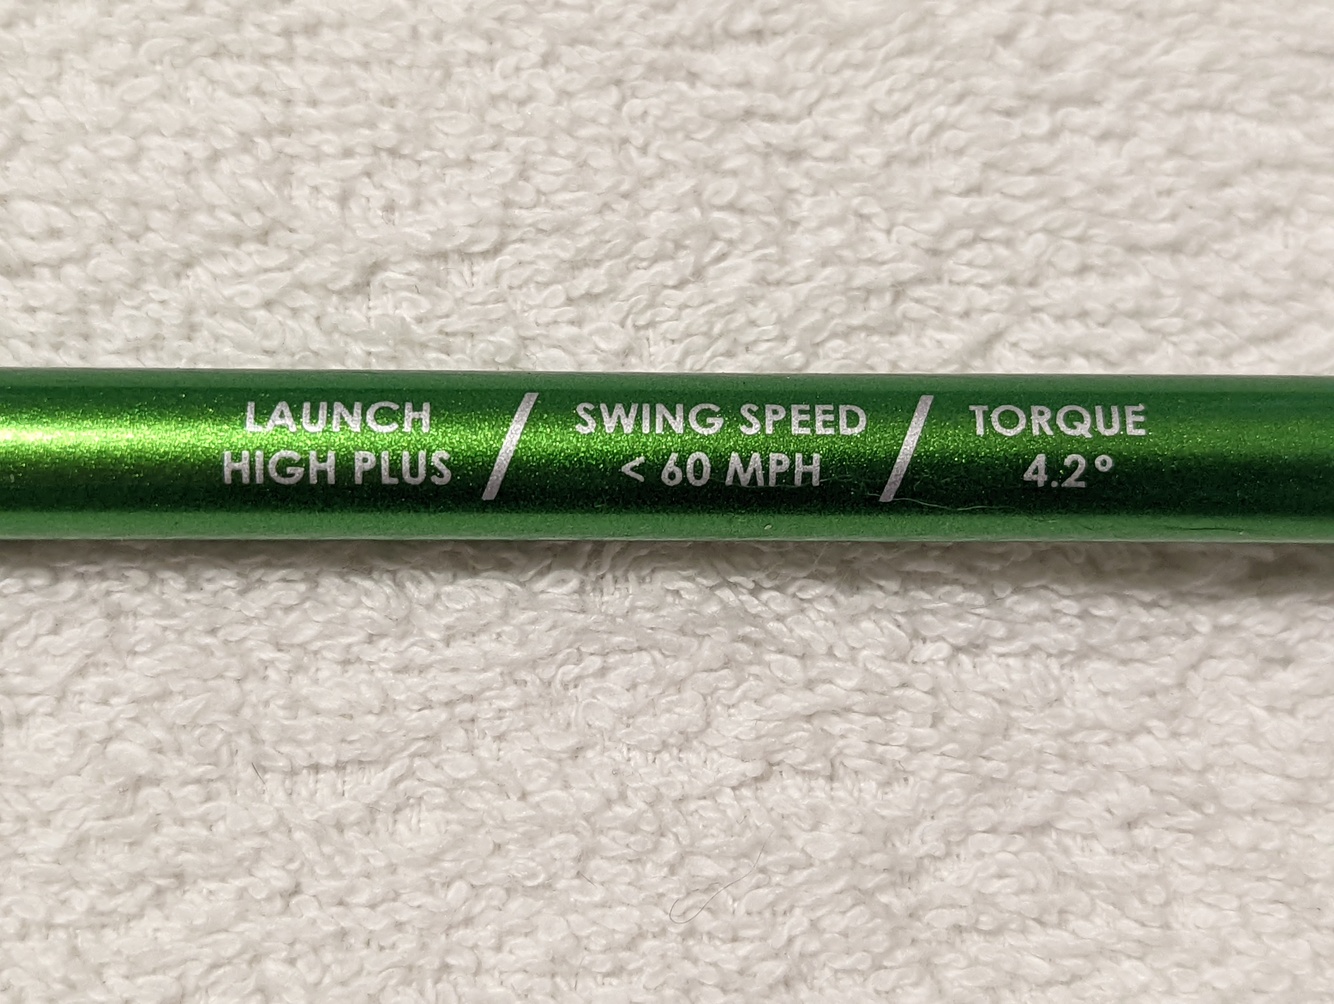 LAUNCH / SWING SPEED / TORQUE
HIGH PLUS < 60 MPH 4.2°